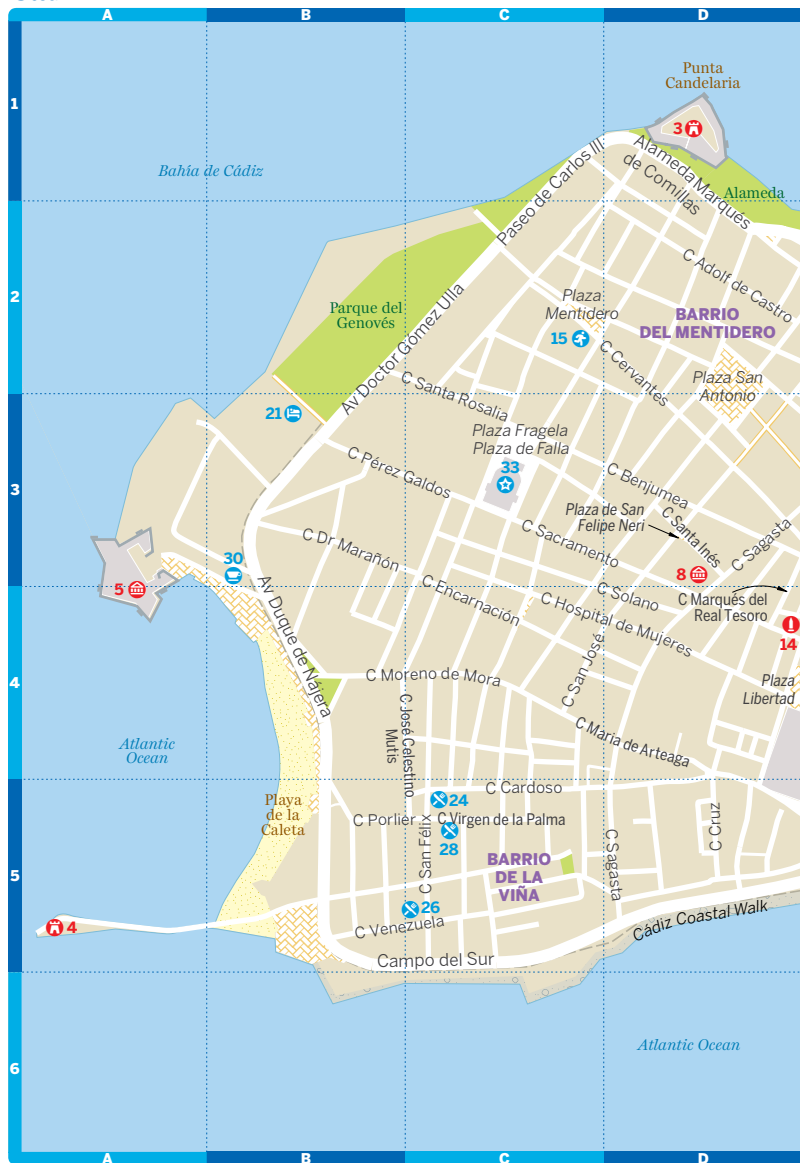 A
B
C
D
Punta
Candelaria
1
3
Alameda Marqués
de Comillas
Alameda
Bahía de Cádiz
Paseo de Carlos III
C Adolf de Castro
2
Parque del
Genovés
Plaza
Mentidero
15
BARRIO
DEL MENTIDERO
Av Doctor Gómez Ulla
C Cervantes
Plaza San
Antonio
C Santa Rosalia
21
Plaza Fragela
Plaza de Falla
33
3
C Pérez Galdos
C Benjumea
Plaza de San
Felipe Neri
C Santa Inés
C Sagasta
C Sacramento
C Dr Marañón
30
8
5
C Encarnación
C Solano
C Marqués del
Real Tesoro
C Hospital de Mujeres
14
Av Duque de Nájera
C San José
4
C Moreno de Mora
Plaza
Libertad
C José Celestino
Mutis
C Maria de Arteaga
Atlantic
Ocean
C Cardoso
24
Playa
de la
Caleta
C Porlier
C Virgen de la Palma
28
C Cruz
C San Félix
BARRIO
DE LA
VIÑA
C Sagasta
5
26
4
C Venezuela
Cádiz Coastal Walk
Campo del Sur
Atlantic Ocean
6
A
B
C
D